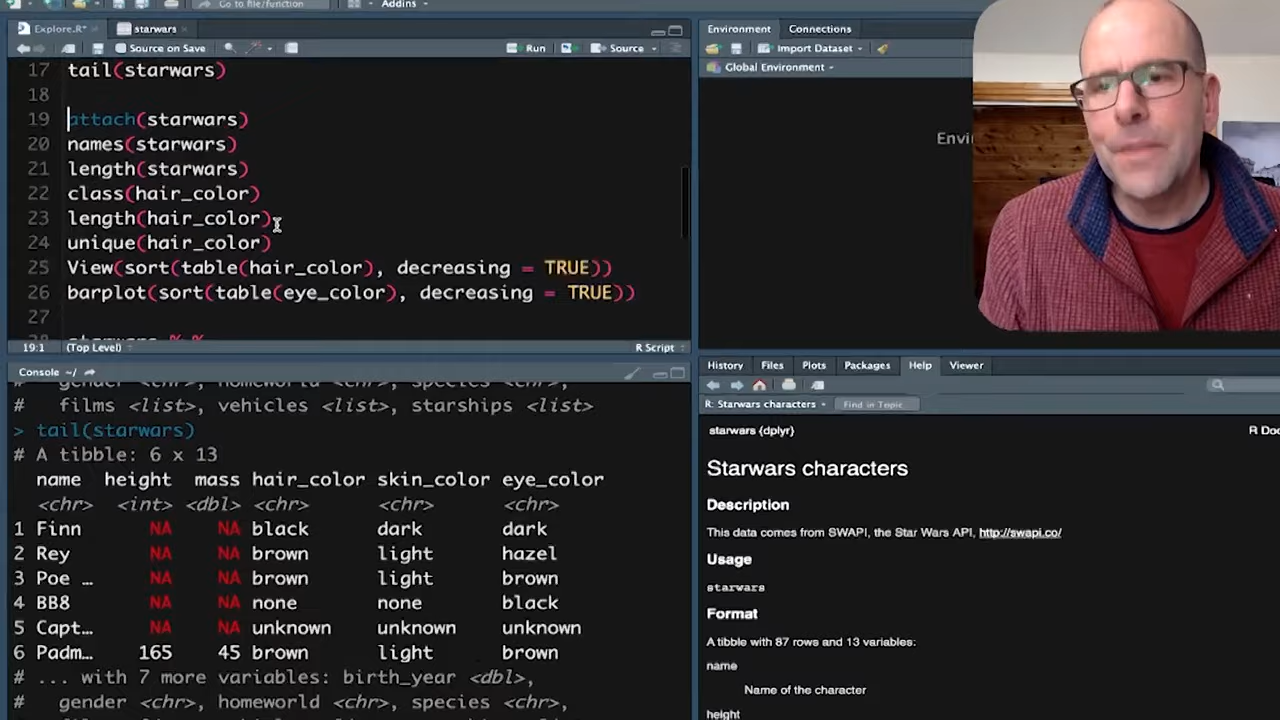 Go to file/function
Addins
Explore.R*
starwars
Source on Save
Run
Source
17 tail(starwars)
18
19 attach(starwars)
20 names(starwars)
21 length(starwars)
22 class(hair_color)
23 length(hair_color)
24 unique(hair_color)
25 View(sort(table(hair_color), decreasing = TRUE))
26 barplot(sort(table(eye_color), decreasing = TRUE))
27
19:1 (Top Level) R Script
Console ~/
# gender <chr>, homeworld <chr>, species <chr>,
# films <list>, vehicles <list>, starships <list>
> tail(starwars)
# A tibble: 6 x 13
name height mass hair_color skin_color eye_color
<chr> <int> <dbl> <chr> <chr> <chr>
1 Finn NA NA black dark dark
2 Rey NA NA brown light hazel
3 Poe … NA NA brown light brown
4 BB8 NA NA none none black
5 Capt… NA NA unknown unknown unknown
6 Padm… 165 45 brown light brown
# ... with 7 more variables: birth_year <dbl>,
# gender <chr>, homeworld <chr>, species <chr>,
Environment Connections
Import Dataset
Global Environment
Envi
History Files Plots Packages Help Viewer
R: Starwars characters Find in Topic
starwars {dplyr} R Doc
Starwars characters
Description
This data comes from SWAPI, the Star Wars API, http://swapi.co/
Usage
starwars
Format
A tibble with 87 rows and 13 variables:
name
Name of the character
height